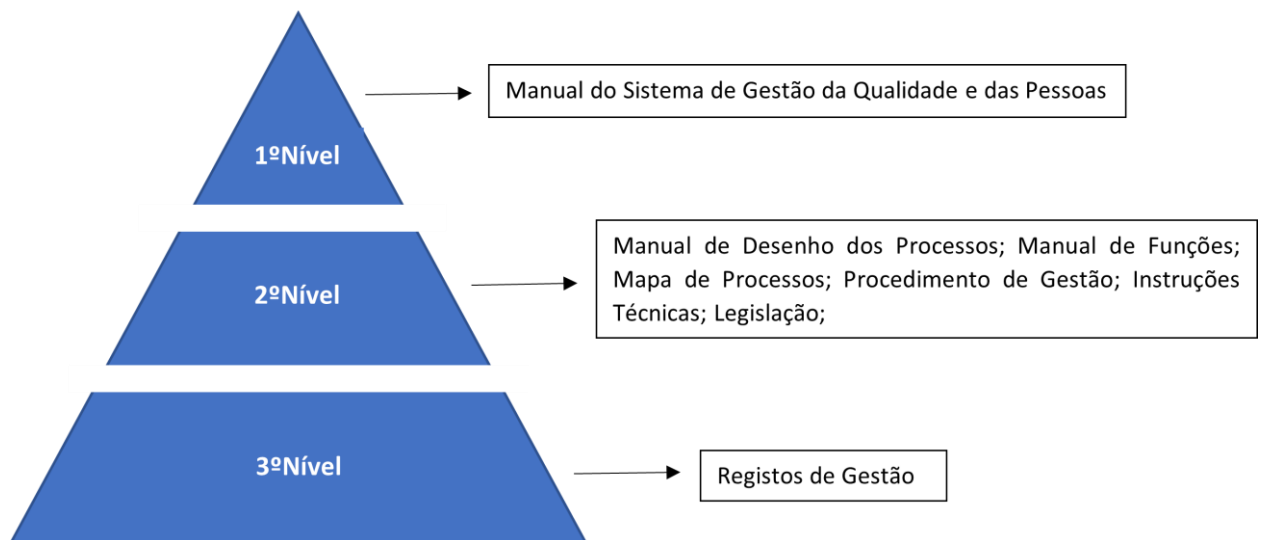 Manual do Sistema de Gestão da Qualidade e das Pessoas
1ºNível
Manual de Desenho dos Processos; Manual de Funções;
Mapa de Processos; Procedimento de Gestão; Instruções
Técnicas; Legislação;
2ºNível
3ºNível
Registos de Gestão